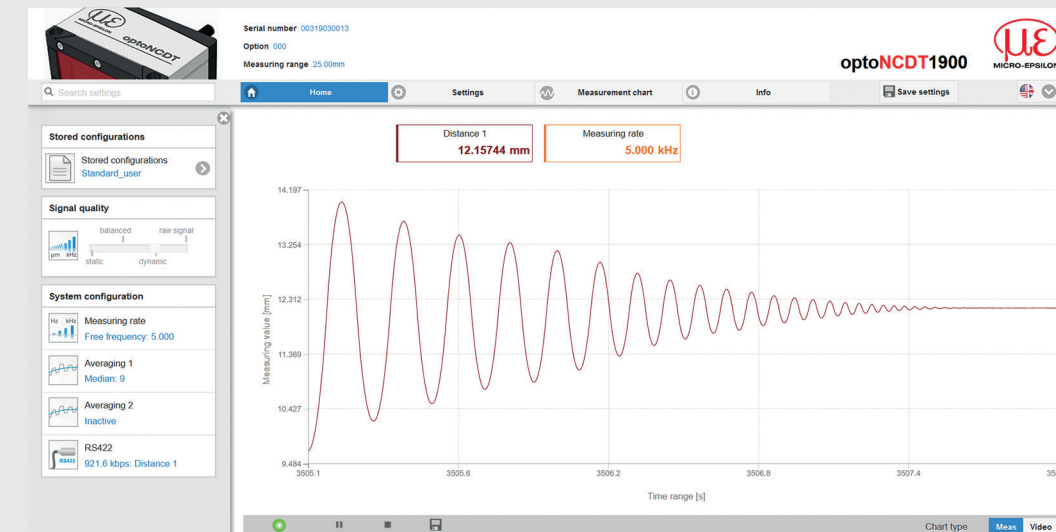 με
MICRO-EPSILON
optoNCDT
Serial number 00319030013
Option 000
Measuring range 25.00mm
optoNCDT1900
με
MICRO-EPSILON
Search settings
Home
Settings
Measurement chart
Info
Save settings
Stored configurations
Stored configurations
Standard_user
Signal quality
balanced
raw signal
μm kHz
static
dynamic
System configuration
Hz kHz
Measuring rate
Free frequency: 5.000
Averaging 1
Median: 9
Averaging 2
Inactive
RS422
RS422
921.6 kbps: Distance 1
Distance 1
12.15744 mm
Measuring rate
5.000 kHz
Measuring value [mm]
14.197
13.254
12.312
11.369
10.427
9.484
3505.1
3505.6
3506.2
3506.8
3507.4
Time range [s]
Chart type
Meas
Video